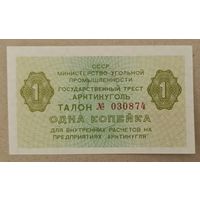 СССР
МИНИСТЕРСТВО УГОЛЬНОЙ
ПРОМЫШЛЕННОСТИ
ГОСУДАРСТВЕННЫЙ ТРЕСТ
АРКТИКУГОЛЬ
1 ТАЛОН № 030874 1
ОДНА КОПЕЙКА
ДЛЯ ВНУТРЕННИХ РАСЧЕТОВ НА
ПРЕДПРИЯТИЯХ АРКТИКУГЛЯ